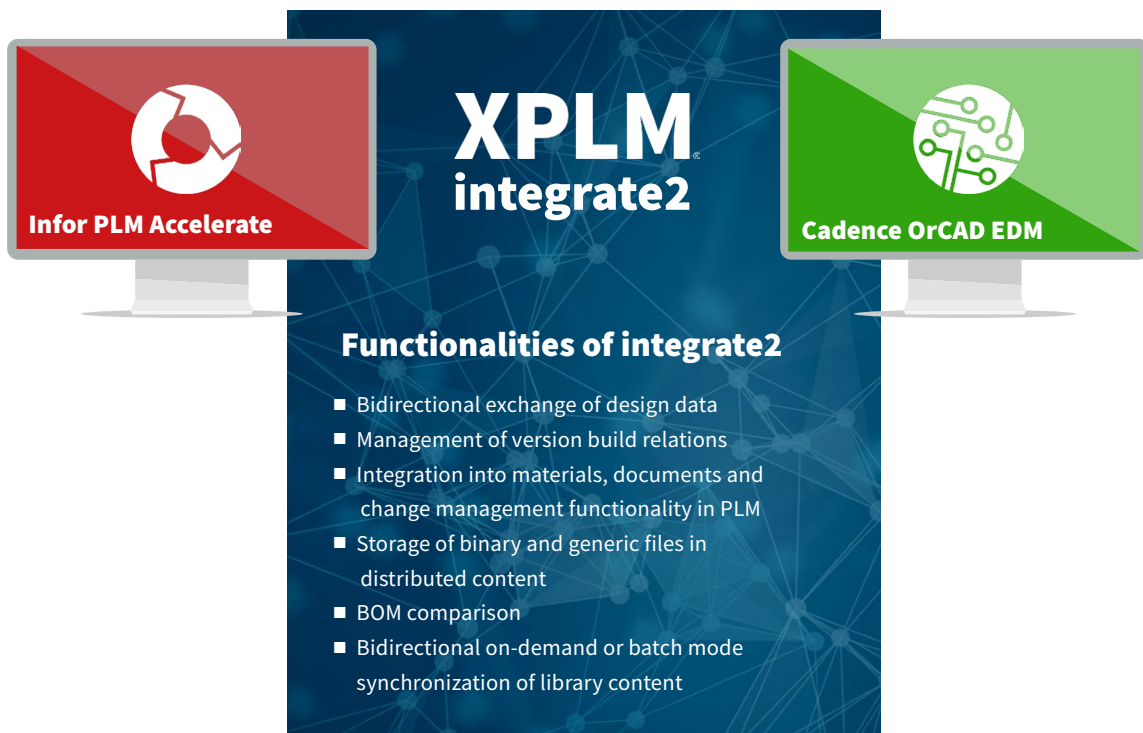 XPLM
integrate2
Infor PLM Accelerate
Cadence OrCAD EDM
Functionalities of integrate2
■ Bidirectional exchange of design data
■ Management of version build relations
■ Integration into materials, documents and
change management functionality in PLM
■ Storage of binary and generic files in
distributed content
■ BOM comparison
■ Bidirectional on-demand or batch mode
synchronization of library content